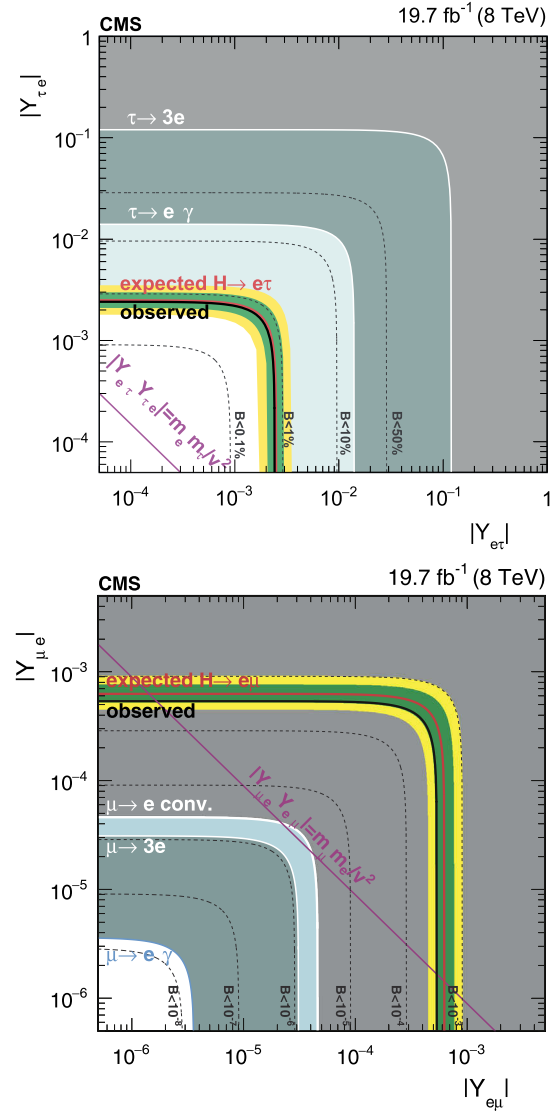 CMS 19.7 fb⁻¹ (8 TeV)
|Y_τe|
1
10⁻¹
10⁻²
10⁻³
10⁻⁴
τ→ 3e
τ→ e γ
expected H→ eτ
observed
|Y_eτ Y_τe|=m_e m_τ/v²
B<0.1%
B<1%
B<10%
B<50%
10⁻⁴ 10⁻³ 10⁻² 10⁻¹ 1
|Y_eτ|
CMS 19.7 fb⁻¹ (8 TeV)
|Y_μe|
10⁻³
10⁻⁴
10⁻⁵
10⁻⁶
expected H→ eμ
observed
|Y_μe Y_eμ|=m_μ m_e/v²
μ→ e conv.
μ→ 3e
μ→ e γ
B<10⁻⁸
B<10⁻⁷
B<10⁻⁶
B<10⁻⁵
B<10⁻⁴
B<10⁻³
10⁻⁶ 10⁻⁵ 10⁻⁴ 10⁻³
|Y_eμ|